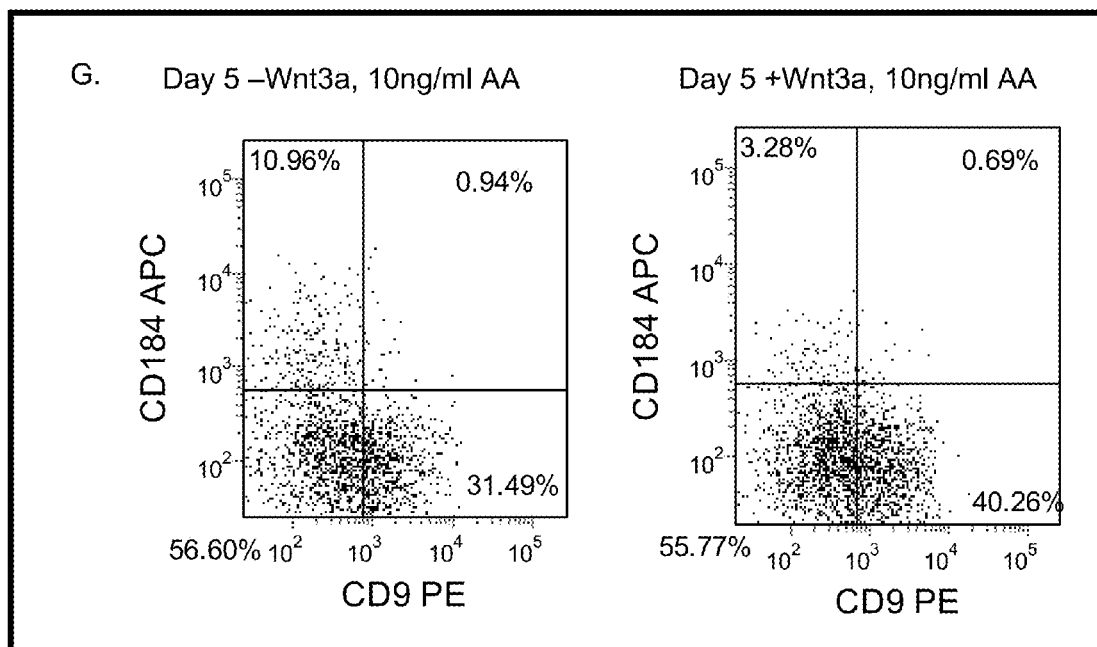 G. Day 5 –Wnt3a, 10ng/ml AA
Day 5 +Wnt3a, 10ng/ml AA
10.96%
0.94%
10^5
10^4
10^3
10^2
CD184 APC
31.49%
56.60%
10^2 10^3 10^4 10^5
CD9 PE
3.28%
0.69%
10^5
10^4
10^3
10^2
CD184 APC
40.26%
55.77%
10^2 10^3 10^4 10^5
CD9 PE